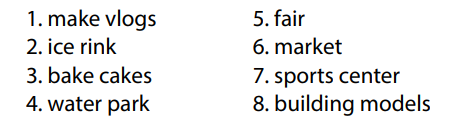 1. make vlogs
2. ice rink
3. bake cakes
4. water park
5. fair
6. market
7. sports center
8. building models